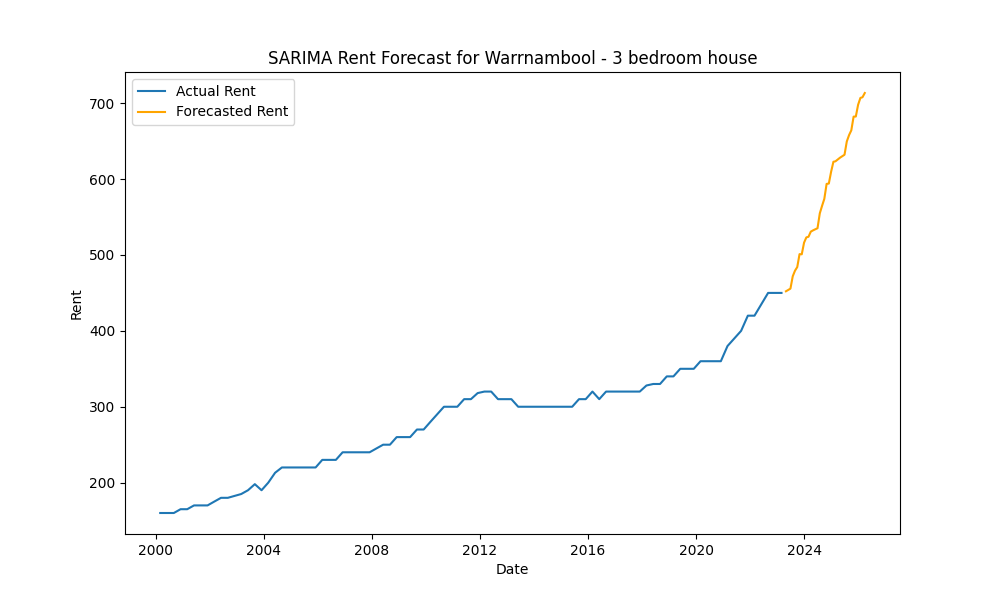 SARIMA Rent Forecast for Warrnambool - 3 bedroom house
Actual Rent
Forecasted Rent
700
600
500
400
300
200
Rent
2000 2004 2008 2012 2016 2020 2024
Date